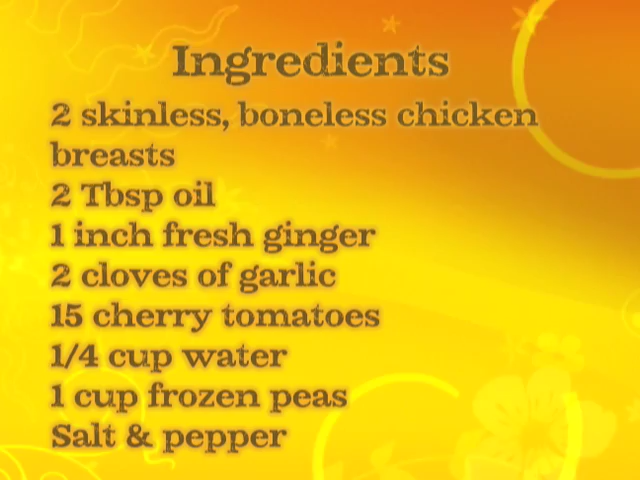 Ingredients
2 skinless, boneless chicken
breasts
2 Tbsp oil
1 inch fresh ginger
2 cloves of garlic
15 cherry tomatoes
1/4 cup water
1 cup frozen peas
Salt & pepper